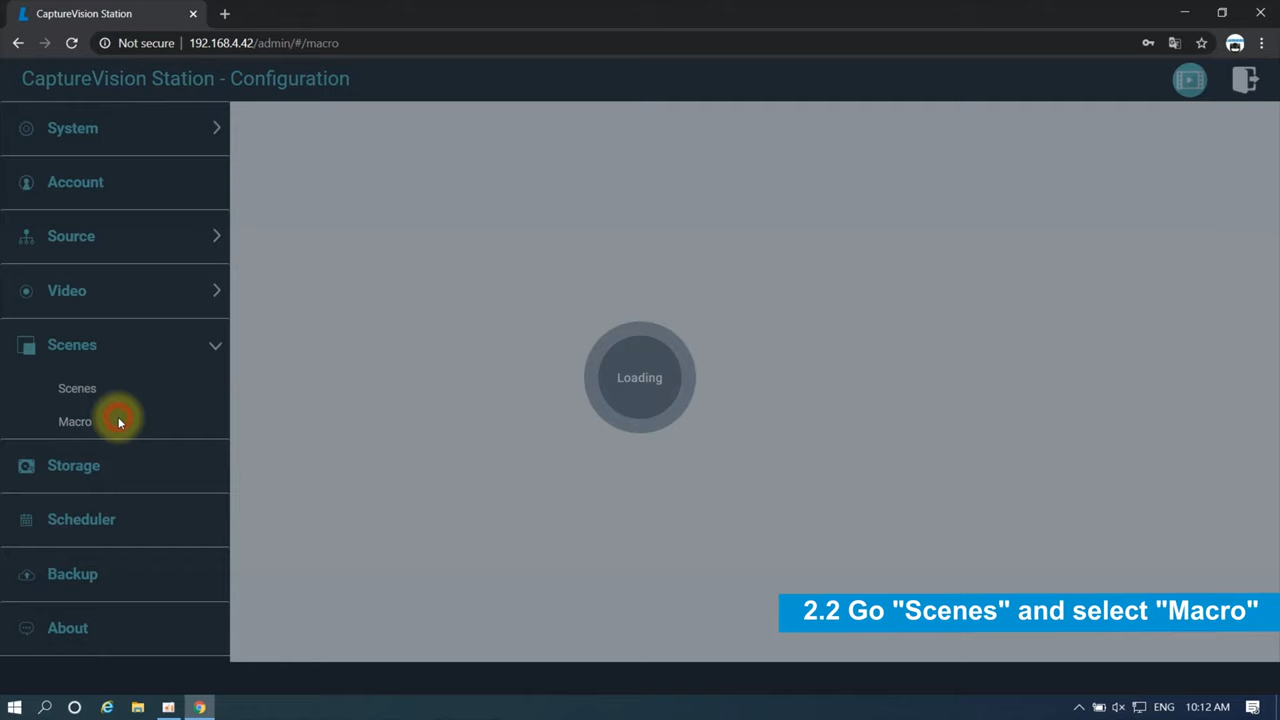 CaptureVision Station
Not secure 192.168.4.42/admin/#/macro
CaptureVision Station - Configuration
System
Account
Source
Video
Scenes
Scenes
Macro
Storage
Scheduler
Backup
About
Loading
2.2 Go "Scenes" and select "Macro"
ENG 10:12 AM